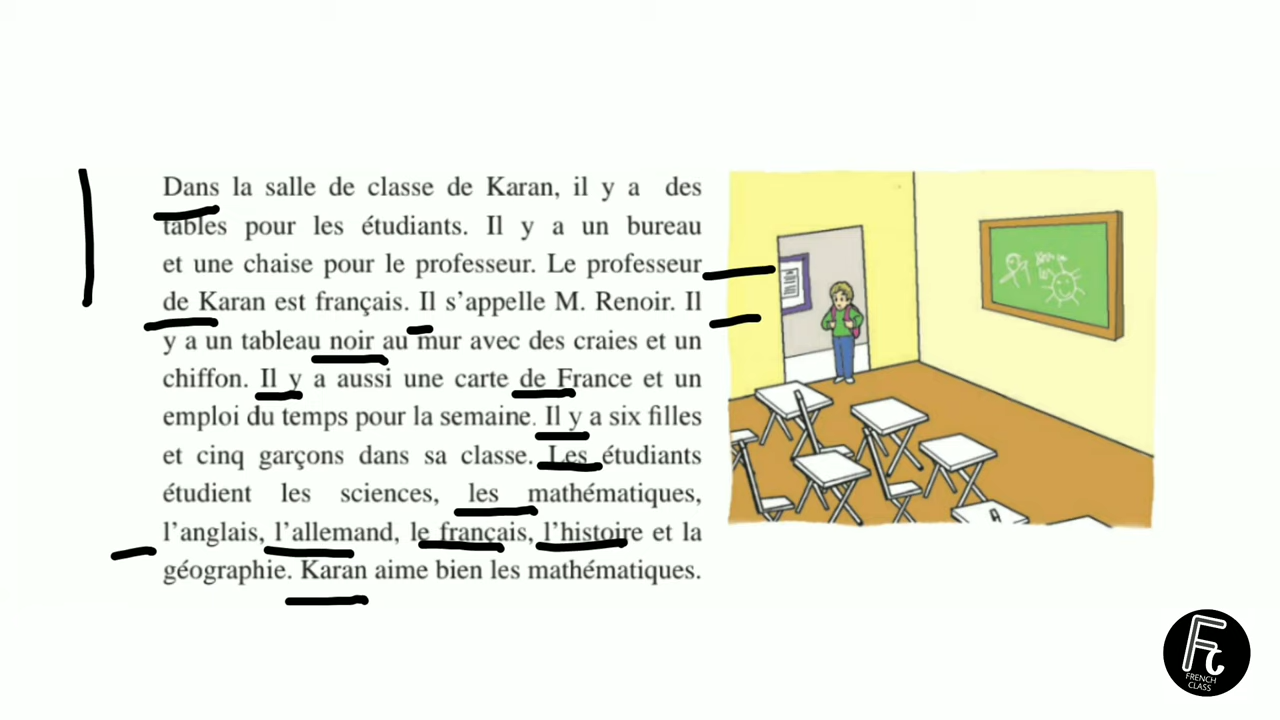 Dans la salle de classe de Karan, il y a des
tables pour les étudiants. Il y a un bureau
et une chaise pour le professeur. Le professeur
de Karan est français. Il s'appelle M. Renoir. Il
y a un tableau noir au mur avec des craies et un
chiffon. Il y a aussi une carte de France et un
emploi du temps pour la semaine. Il y a six filles
et cinq garçons dans sa classe. Les étudiants
étudient les sciences, les mathématiques,
l'anglais, l'allemand, le français, l'histoire et la
géographie. Karan aime bien les mathématiques.
Fc
FRENCH
CLASS